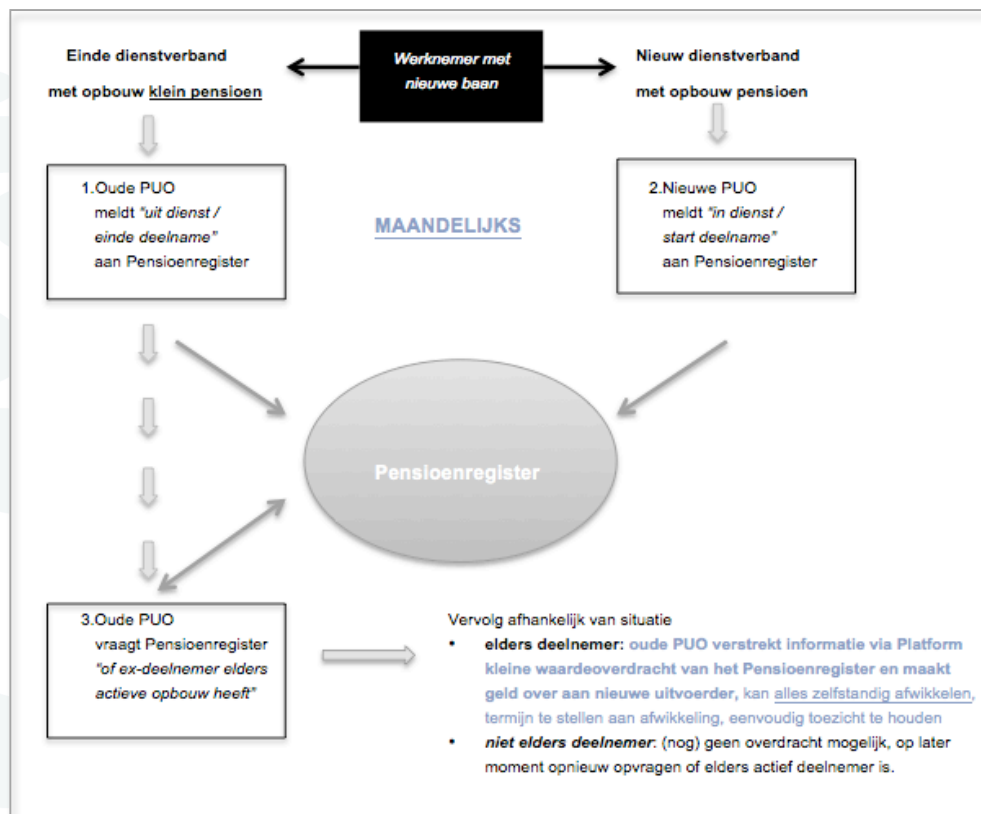 Einde dienstverband
met opbouw klein pensioen
Werknemer met
nieuwe baan
Nieuw dienstverband
met opbouw pensioen
1.Oude PUO
meldt "uit dienst /
einde deelname"
aan Pensioenregister
MAANDELIJKS
2.Nieuwe PUO
meldt "in dienst /
start deelname"
aan Pensioenregister
Pensioenregister
3.Oude PUO
vraagt Pensioenregister
"of ex-deelnemer elders
actieve opbouw heeft"
Vervolg afhankelijk van situatie
• elders deelnemer: oude PUO verstrekt informatie via Platform
kleine waardeoverdracht van het Pensioenregister en maakt
geld over aan nieuwe uitvoerder, kan alles zelfstandig afwikkelen,
termijn te stellen aan afwikkeling, eenvoudig toezicht te houden
• niet elders deelnemer: (nog) geen overdracht mogelijk, op later
moment opnieuw opvragen of elders actief deelnemer is.